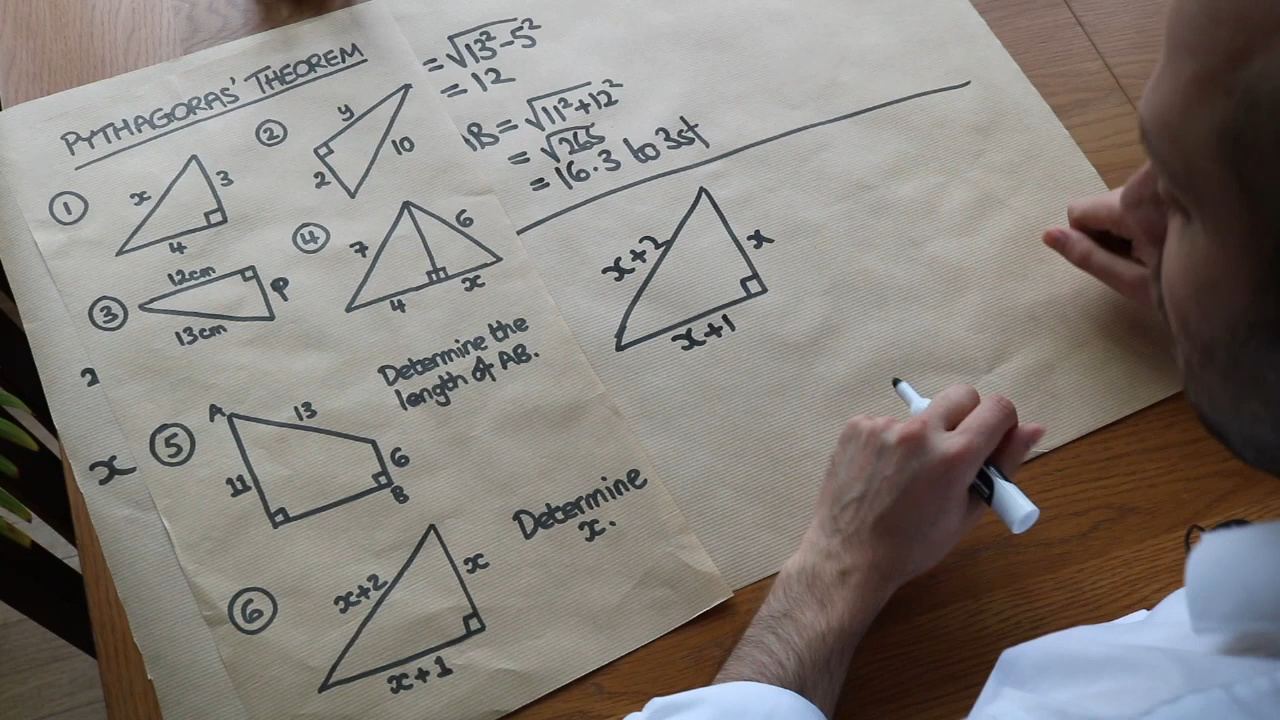 PYTHAGORAS' THEOREM
①
x
3
4
②
y
10
2
③
12cm
P
13cm
④
7
6
4
x
Determine the
length of AB.
⑤
A
13
11
6
B
⑥
x+2
x
x+1
Determine
x.
x
= √13²-5²
= 12
B = √11²+12²
= √265
= 16.3 to 3sf
x+2
x
x+1